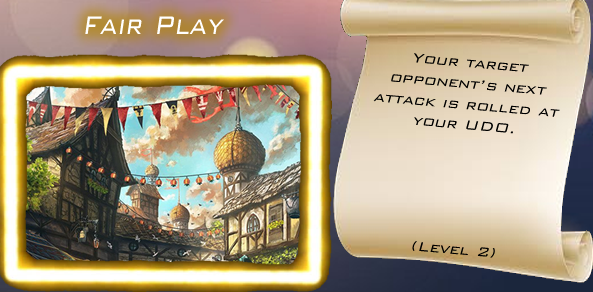 Fair Play
Your target
opponent's next
attack is rolled at
your UDO.
(Level 2)